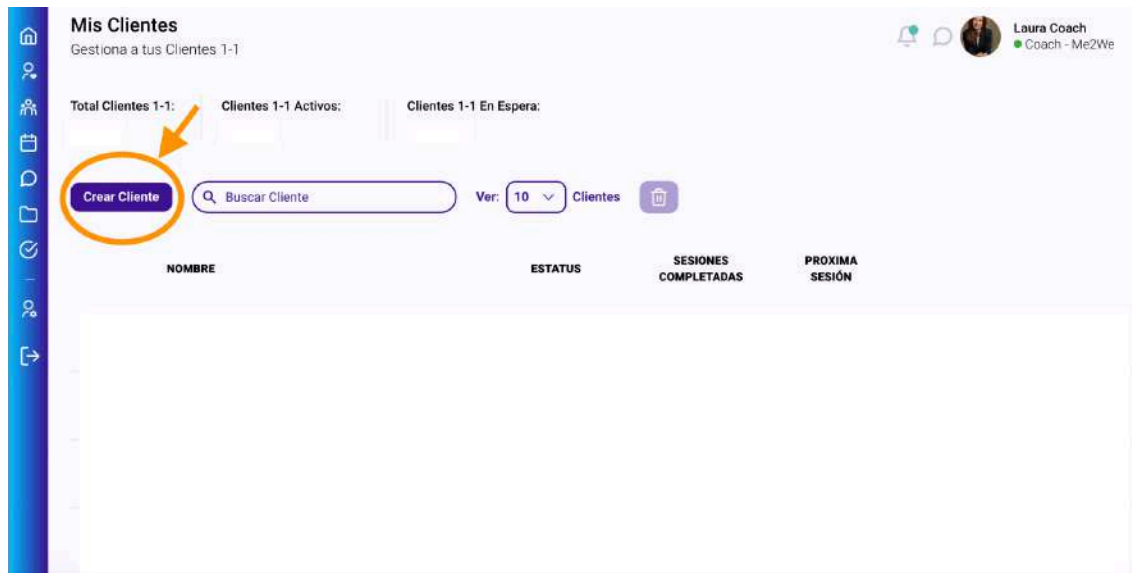 Mis Clientes
Gestiona a tus Clientes 1-1
Laura Coach
Coach - Me2We
Total Clientes 1-1:
Clientes 1-1 Activos:
Clientes 1-1 En Espera:
Crear Cliente
Buscar Cliente
Ver: 10 Clientes
NOMBRE
ESTATUS
SESIONES
COMPLETADAS
PROXIMA
SESIÓN